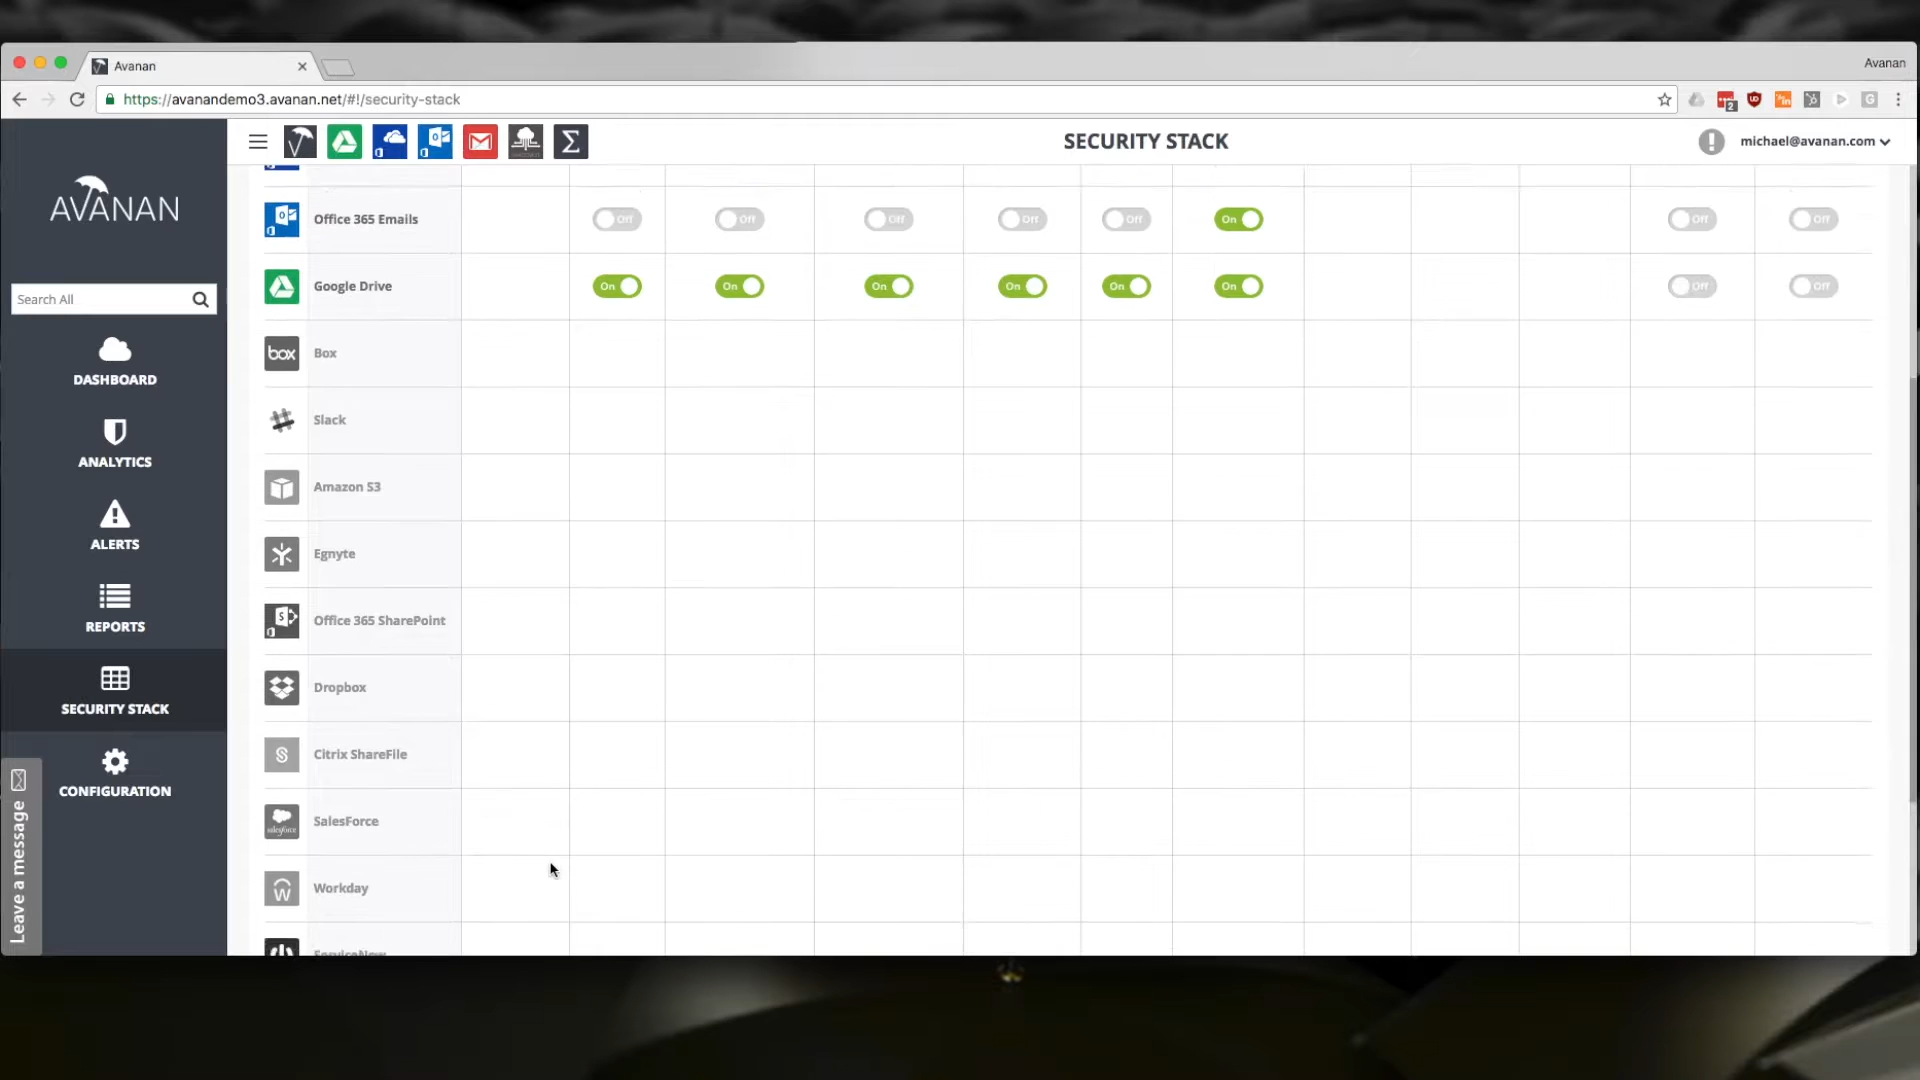 Avanan
Avanan
https://avanandemo3.avanan.net/#!/security-stack
2
in
G
SECURITY STACK
michael@avanan.com
AVANAN
Search All
DASHBOARD
ANALYTICS
ALERTS
REPORTS
SECURITY STACK
CONFIGURATION
Leave a message
Office 365 Emails Off Off Off Off Off On Off Off
Google Drive On On On On On On Off Off
box Box
Slack
Amazon S3
Egnyte
Office 365 SharePoint
Dropbox
S Citrix ShareFile
salesforce SalesForce
Workday